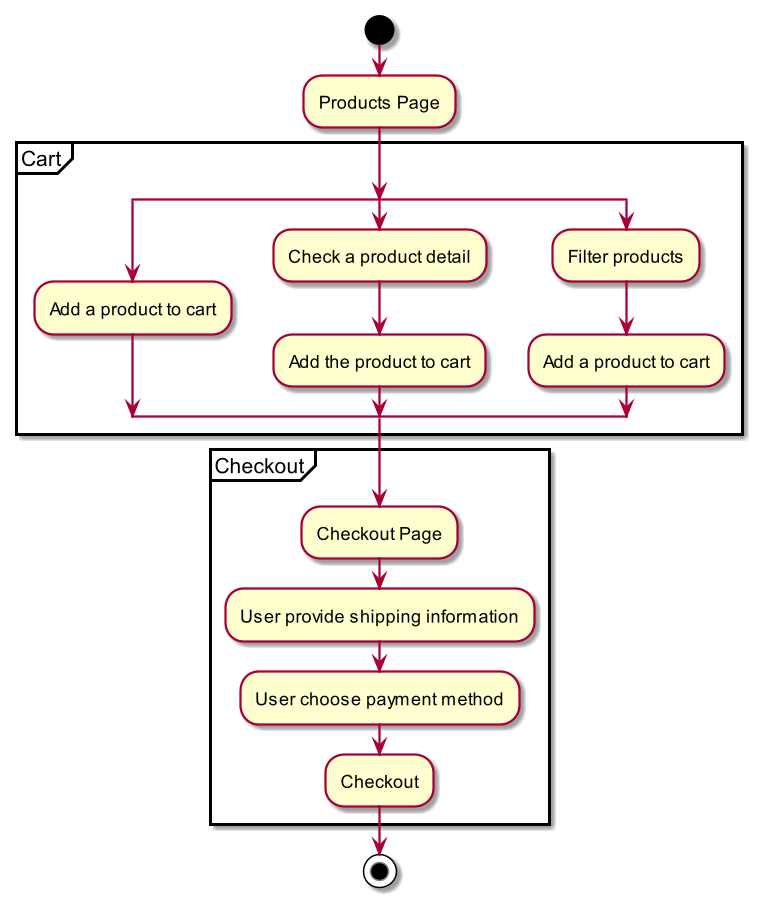 Products Page
Cart
Check a product detail
Filter products
Add a product to cart
Add the product to cart
Add a product to cart
Checkout
Checkout Page
User provide shipping information
User choose payment method
Checkout